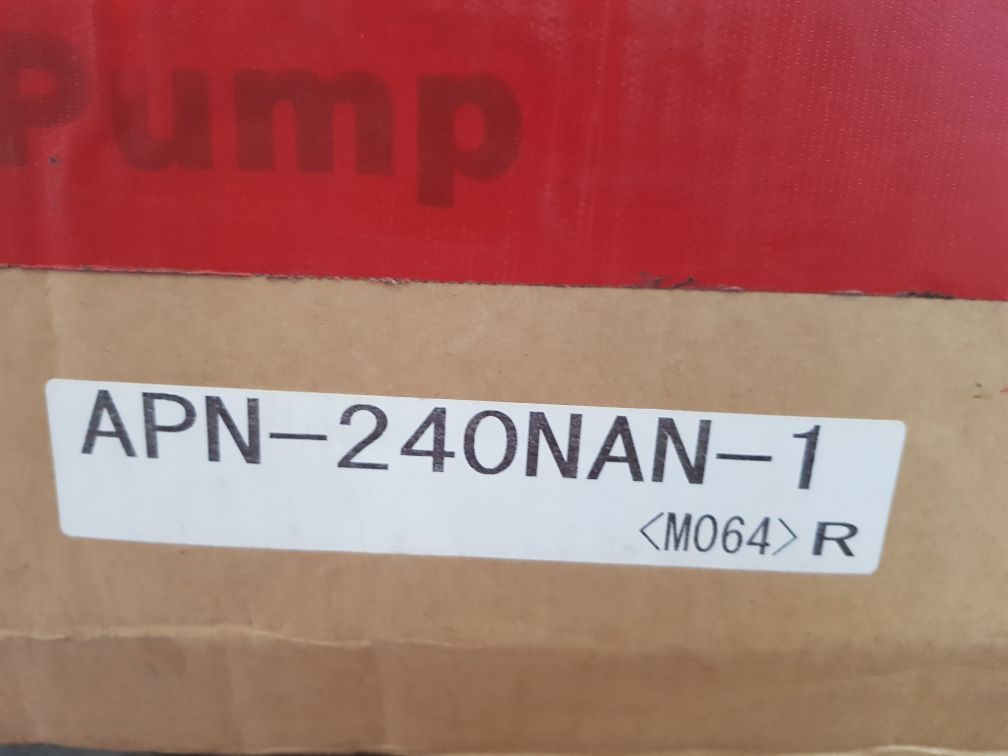 Pump
APN-240NAN-1
<M064> R